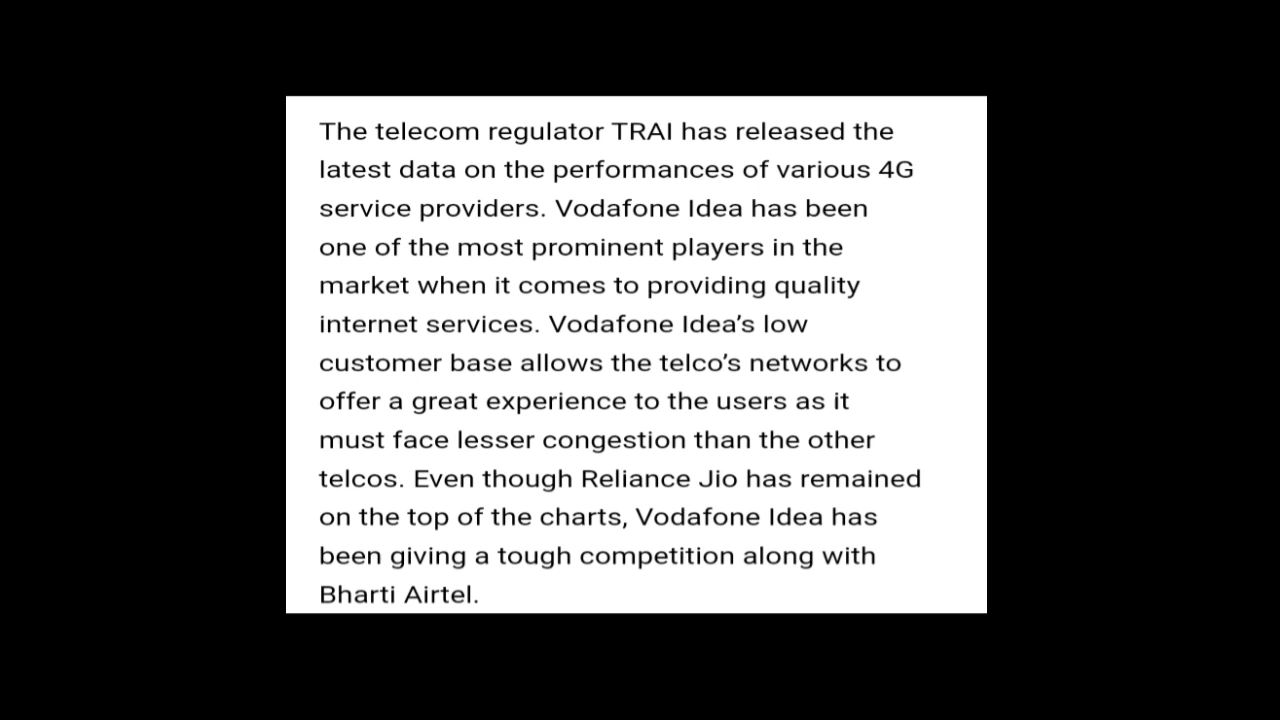 The telecom regulator TRAI has released the
latest data on the performances of various 4G
service providers. Vodafone Idea has been
one of the most prominent players in the
market when it comes to providing quality
internet services. Vodafone Idea’s low
customer base allows the telco’s networks to
offer a great experience to the users as it
must face lesser congestion than the other
telcos. Even though Reliance Jio has remained
on the top of the charts, Vodafone Idea has
been giving a tough competition along with
Bharti Airtel.